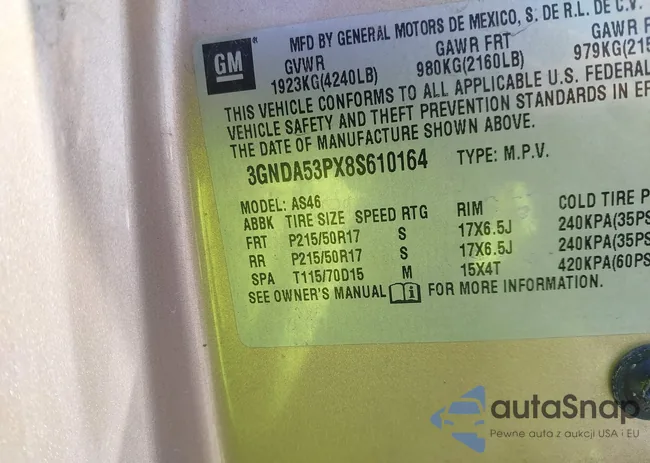 GM
MFD BY GENERAL MOTORS DE MEXICO, S. DE R.L. DE C.V.
GVWR GAWR FRT GAWR
1923KG(4240LB) 980KG(2160LB) 979KG(215
THIS VEHICLE CONFORMS TO ALL APPLICABLE U.S. FEDERAL
VEHICLE SAFETY AND THEFT PREVENTION STANDARDS IN EF
THE DATE OF MANUFACTURE SHOWN ABOVE.
3GNDA53PX8S610164 TYPE: M.P.V.
MODEL: AS46
ABBK TIRE SIZE SPEED RTG RIM COLD TIRE P
FRT P215/50R17 S 17X6.5J 240KPA(35PS
RR P215/50R17 S 17X6.5J 240KPA(35PS
SPA T115/70D15 M 15X4T 420KPA(60PS
SEE OWNER'S MANUAL FOR MORE INFORMATION.
autaSnap
Pewne auta z aukcji USA i EU